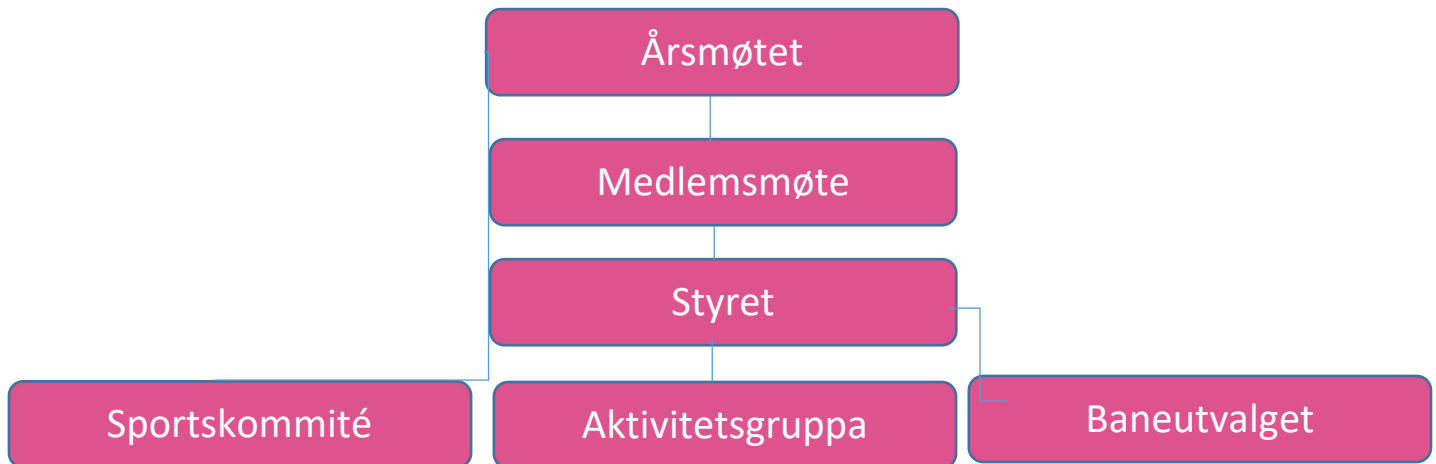 Årsmøtet
Medlemsmøte
Styret
Sportskommité
Aktivitetsgruppa
Baneutvalget